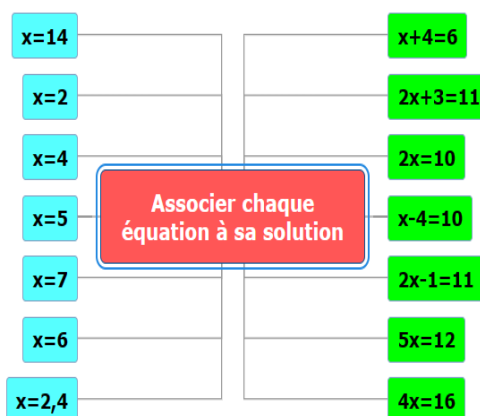 x=14
x=2
x=4
x=5
x=7
x=6
x=2,4
Associer chaque
équation à sa solution
x+4=6
2x+3=11
2x=10
x-4=10
2x-1=11
5x=12
4x=16